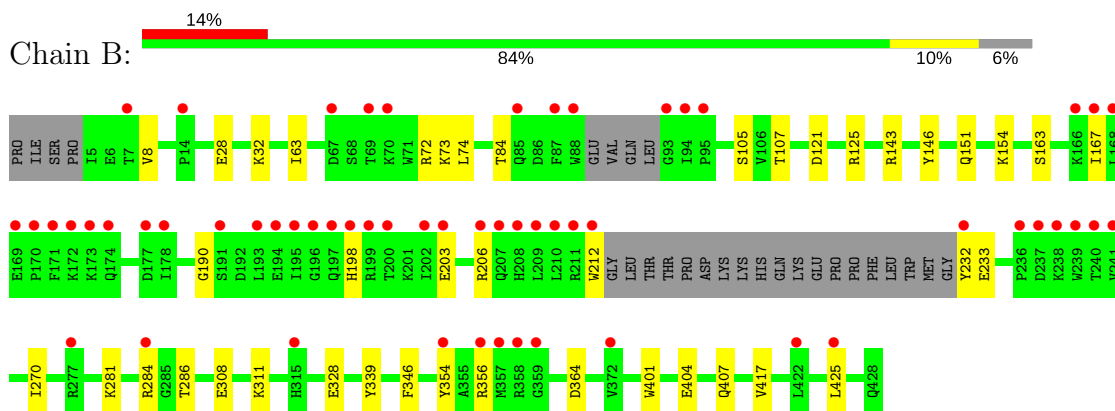 14%
Chain B:
84% 10% 6%
PRO ILE SER PRO I5 E6 T7 V8 P14 E28 K32 I63 D67 S68 T69 K70 W71 R72 K73 L74 T84 Q85 D86 F87 W88 GLU VAL GLN LEU G93 I94 P95 S105 V106 T107 D121 R125 R143 Y146 Q151 K154 S163 K166 I167 L168
E169 P170 F171 K172 K173 Q174 D177 I178 G190 S191 D192 L193 E194 I195 G196 Q197 H198 R199 T200 K201 I202 E203 R206 Q207 H208 L209 L210 R211 W212 GLY LEU THR THR PRO ASP LYS LYS HIS GLN LYS GLU PRO PRO PHE LEU TRP MET GLY Y232 E233 P236 D237 K238 W239 T240 V241
I270 R277 K281 R284 G285 T286 E308 K311 H315 E328 Y339 F346 Y354 A355 R356 M357 R358 G359 D364 V372 W401 E404 Q407 V417 L422 L425 Q428